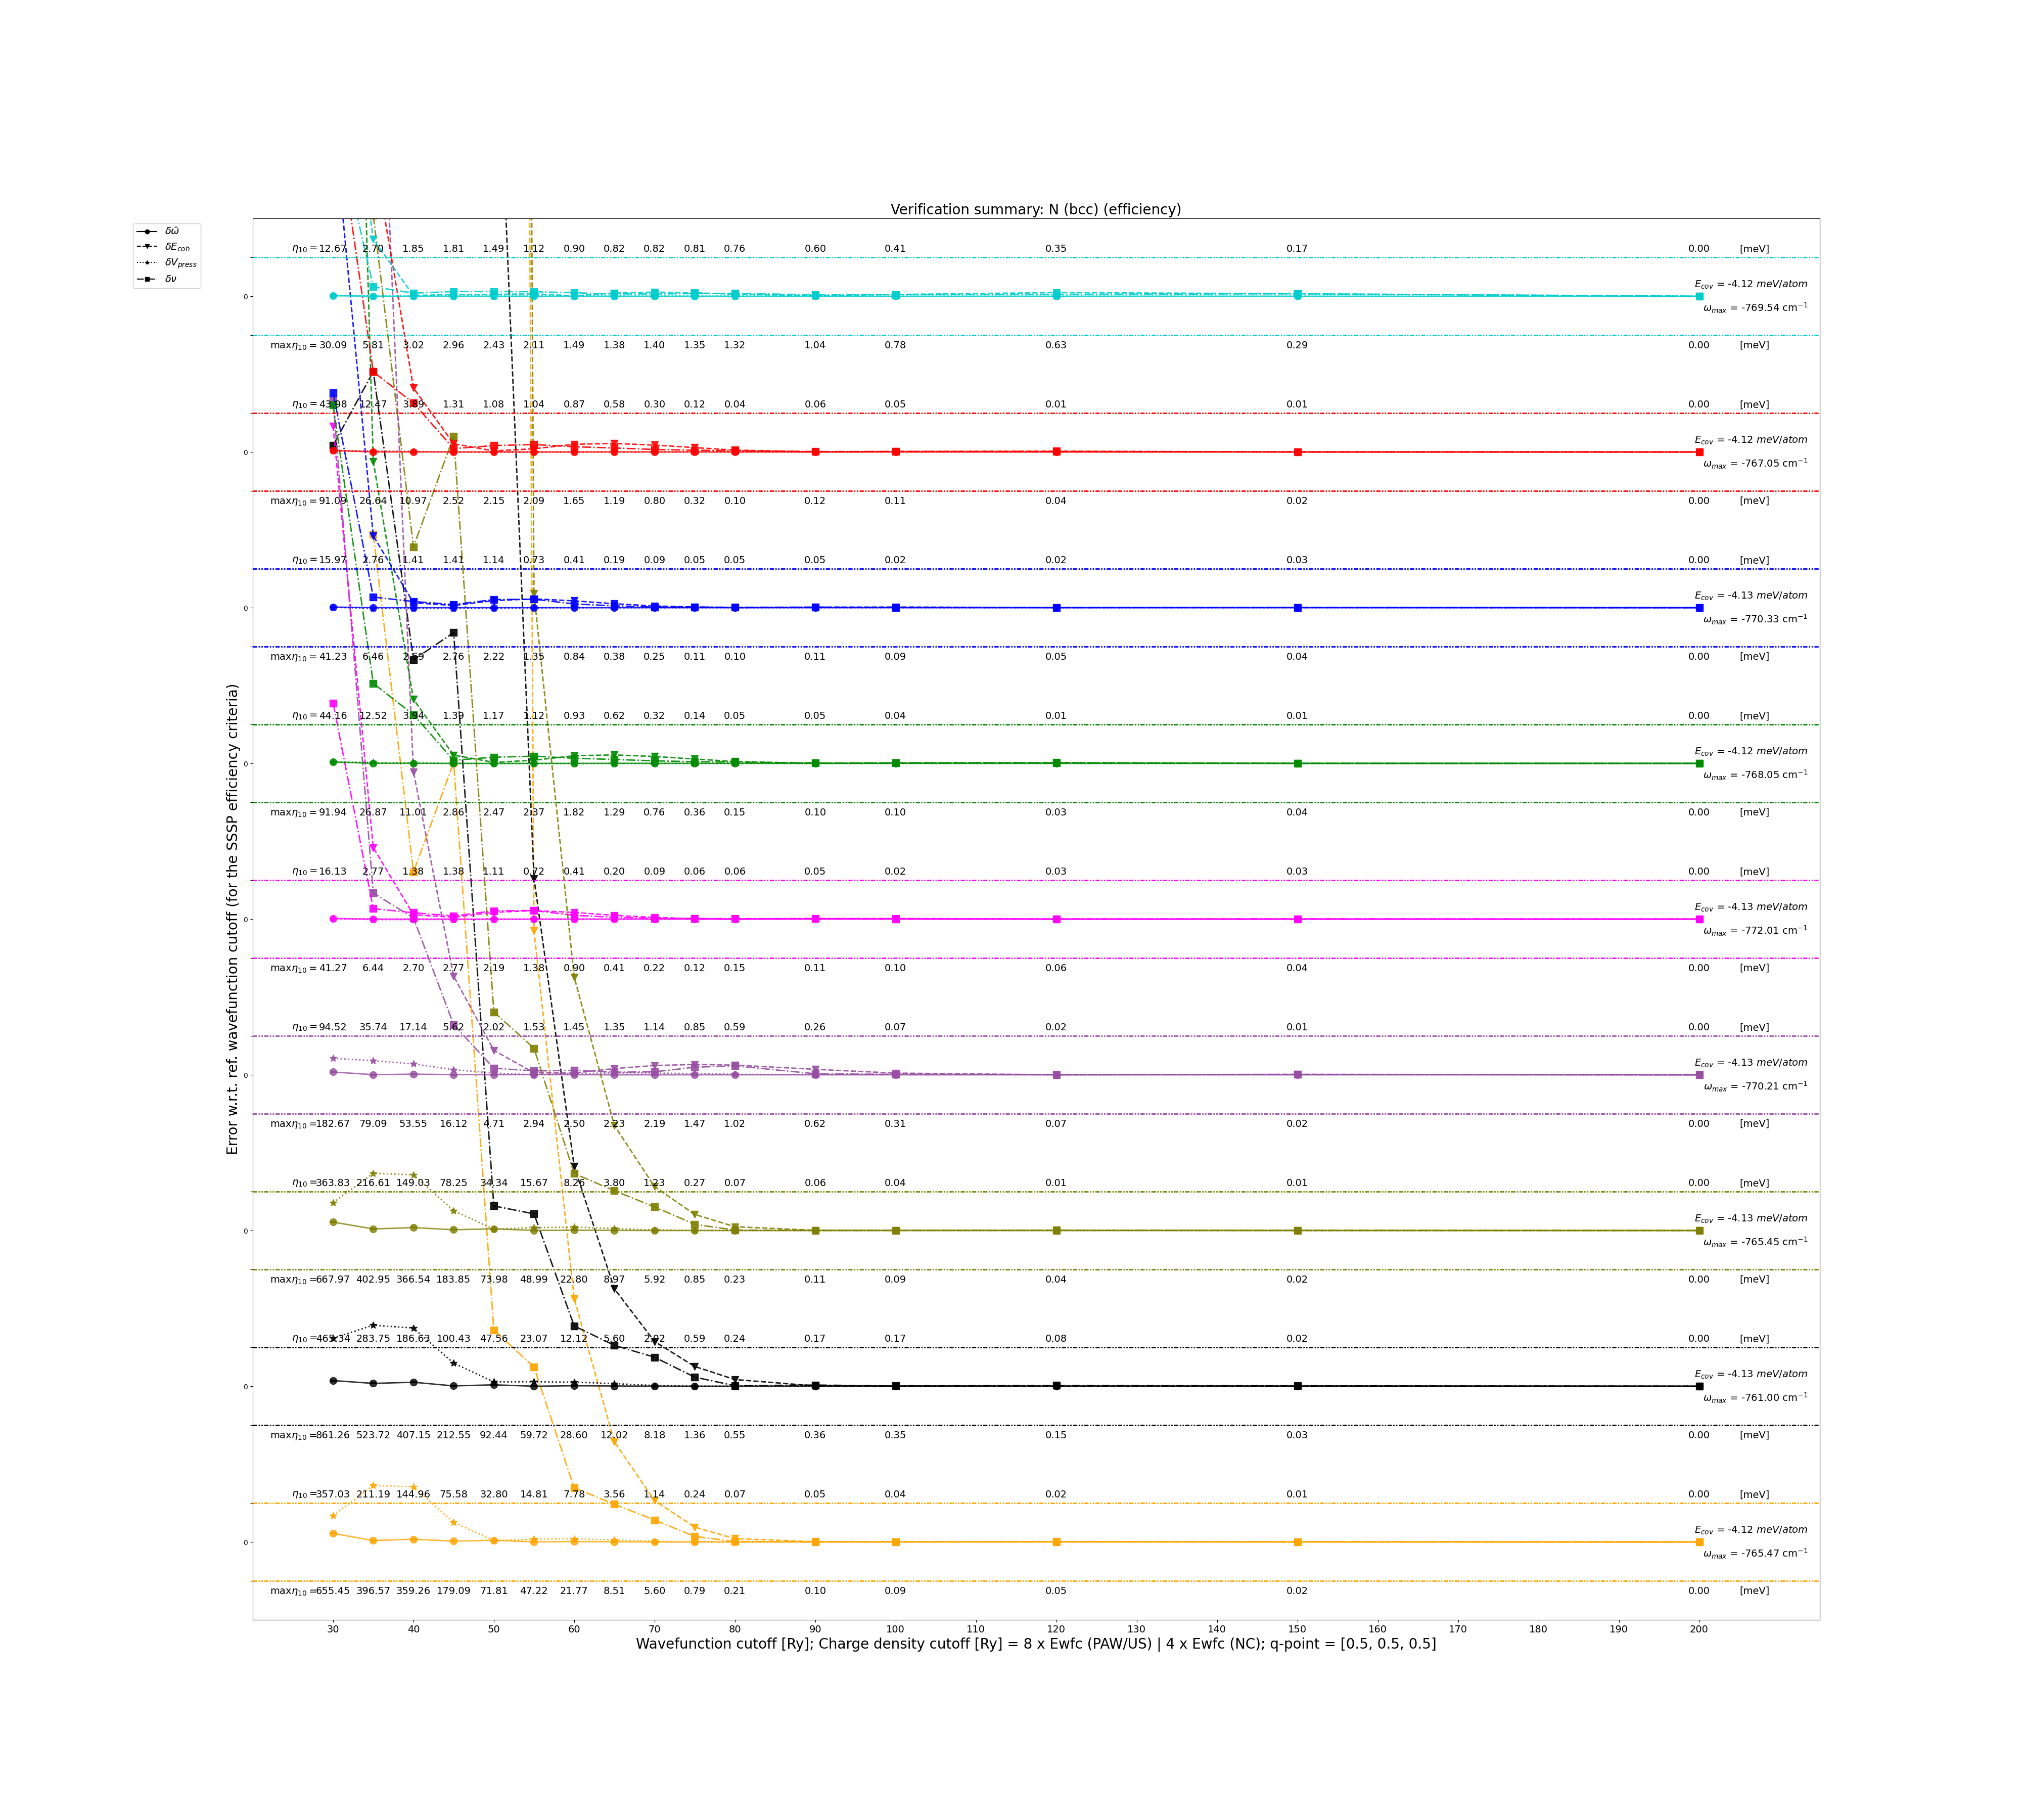 Verification summary: N (bcc) (efficiency)
δω̄
δE_coh
δV_press
δν
Error w.r.t. ref. wavefunction cutoff (for the SSSP efficiency criteria)
η₁₀ = 12.67 2.70 1.85 1.81 1.49 1.12 0.90 0.82 0.82 0.81 0.76 0.60 0.41 0.35 0.17 0.00 [meV]
E_cov = -4.12 meV/atom
0
ω_max = -769.54 cm⁻¹
maxη₁₀ = 30.09 5.81 3.02 2.96 2.43 2.11 1.49 1.38 1.40 1.35 1.32 1.04 0.78 0.63 0.29 0.00 [meV]
η₁₀ = 43.98 12.47 3.89 1.31 1.08 1.04 0.87 0.58 0.30 0.12 0.04 0.06 0.05 0.01 0.01 0.00 [meV]
E_cov = -4.12 meV/atom
0
ω_max = -767.05 cm⁻¹
maxη₁₀ = 91.09 26.64 10.97 2.52 2.15 2.09 1.65 1.19 0.80 0.32 0.10 0.12 0.11 0.04 0.02 0.00 [meV]
η₁₀ = 15.97 2.76 1.41 1.41 1.14 0.73 0.41 0.19 0.09 0.05 0.05 0.05 0.02 0.02 0.03 0.00 [meV]
E_cov = -4.13 meV/atom
0
ω_max = -770.33 cm⁻¹
maxη₁₀ = 41.23 6.46 2.76 2.22 1.35 0.84 0.38 0.25 0.11 0.10 0.11 0.09 0.05 0.04 0.00 [meV]
η₁₀ = 44.16 12.52 3.94 1.39 1.17 1.12 0.93 0.62 0.32 0.14 0.05 0.05 0.04 0.01 0.01 0.00 [meV]
E_cov = -4.12 meV/atom
0
ω_max = -768.05 cm⁻¹
maxη₁₀ = 91.94 26.87 11.01 2.86 2.47 2.37 1.82 1.29 0.76 0.36 0.15 0.10 0.10 0.03 0.04 0.00 [meV]
η₁₀ = 16.13 2.77 1.38 1.38 1.11 0.72 0.41 0.20 0.09 0.06 0.06 0.05 0.02 0.03 0.03 0.00 [meV]
E_cov = -4.13 meV/atom
0
ω_max = -772.01 cm⁻¹
maxη₁₀ = 41.27 6.44 2.70 2.77 2.19 1.38 0.90 0.41 0.22 0.12 0.15 0.11 0.10 0.06 0.04 0.00 [meV]
η₁₀ = 94.52 35.74 17.14 5.62 2.02 1.53 1.45 1.35 1.14 0.85 0.59 0.26 0.07 0.02 0.01 0.00 [meV]
E_cov = -4.13 meV/atom
0
ω_max = -770.21 cm⁻¹
maxη₁₀ =182.67 79.09 53.55 16.12 4.71 2.94 2.50 2.23 2.19 1.47 1.02 0.62 0.31 0.07 0.02 0.00 [meV]
η₁₀ =363.83 216.61 149.03 78.25 34.34 15.67 8.26 3.80 1.23 0.27 0.07 0.06 0.04 0.01 0.01 0.00 [meV]
E_cov = -4.13 meV/atom
0
ω_max = -765.45 cm⁻¹
maxη₁₀ =667.97 402.95 366.54 183.85 73.98 48.99 22.80 8.97 5.92 0.85 0.23 0.11 0.09 0.04 0.02 0.00 [meV]
η₁₀ = 283.75 186.63 100.43 47.56 23.07 12.12 5.60 2.02 0.59 0.24 0.17 0.17 0.08 0.02 0.00 [meV]
E_cov = -4.13 meV/atom
0
ω_max = -761.00 cm⁻¹
maxη₁₀ =861.26 523.72 407.15 212.55 92.44 59.72 28.60 12.02 8.18 1.36 0.55 0.36 0.35 0.15 0.03 0.00 [meV]
η₁₀ =357.03 211.19 144.96 75.58 32.80 14.81 7.78 3.56 1.14 0.24 0.07 0.05 0.04 0.02 0.01 0.00 [meV]
E_cov = -4.12 meV/atom
0
ω_max = -765.47 cm⁻¹
maxη₁₀ =655.45 396.57 359.26 179.09 71.81 47.22 21.77 8.51 5.60 0.79 0.21 0.10 0.09 0.05 0.02 0.00 [meV]
30 40 50 60 70 80 90 100 110 120 130 140 150 160 170 180 190 200
Wavefunction cutoff [Ry]; Charge density cutoff [Ry] = 8 x Ewfc (PAW/US) | 4 x Ewfc (NC); q-point = [0.5, 0.5, 0.5]